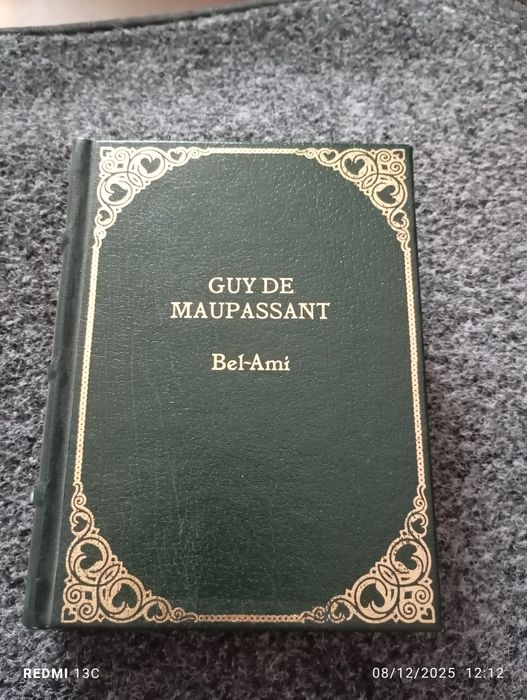 GUY DE
MAUPASSANT
Bel-Ami
REDMI 13C
08/12/2025 12:12